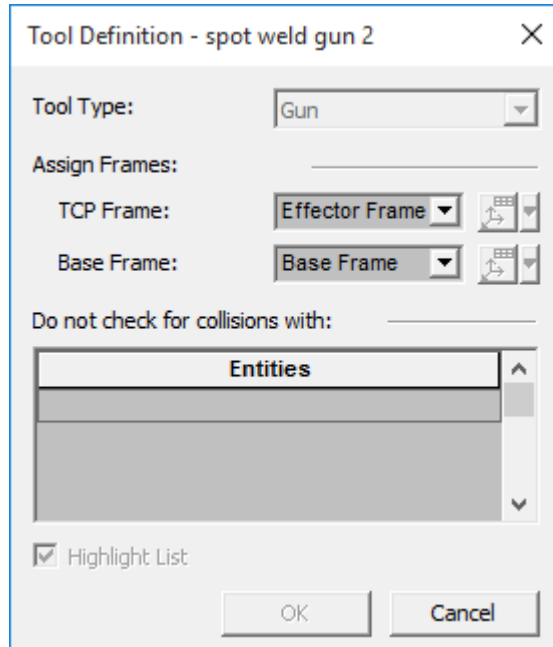 Tool Definition - spot weld gun 2
Tool Type: Gun
Assign Frames:
TCP Frame: Effector Frame
Base Frame: Base Frame
Do not check for collisions with:
Entities
Highlight List
OK Cancel